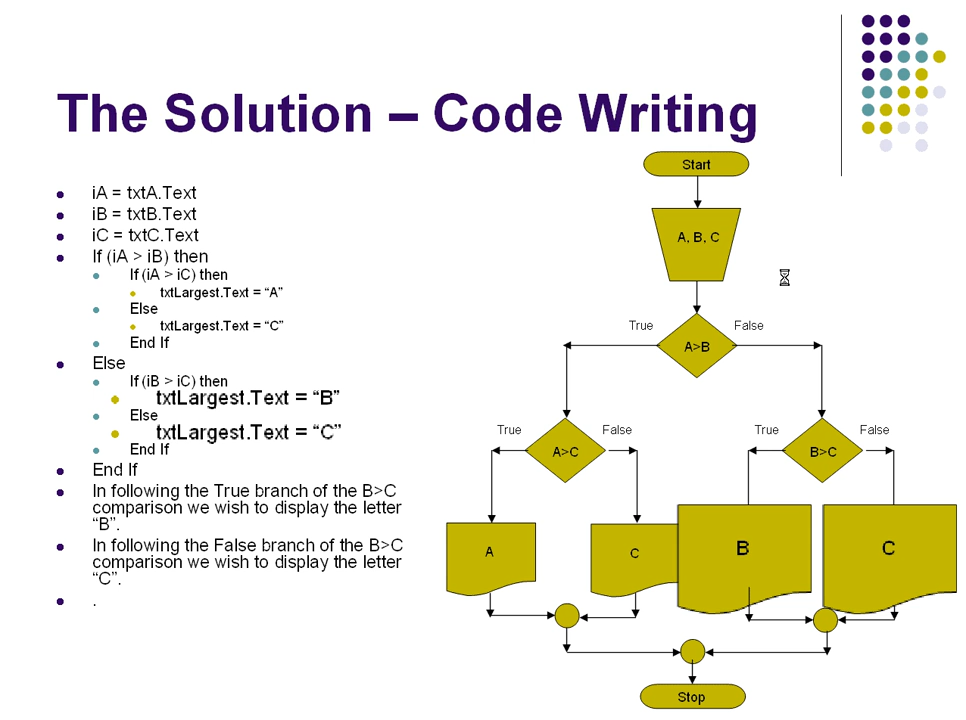 The Solution – Code Writing
iA = txtA.Text
iB = txtB.Text
iC = txtC.Text
If (iA > iB) then
If (iA > iC) then
txtLargest.Text = “A”
Else
txtLargest.Text = “C”
End If
Else
If (iB > iC) then
txtLargest.Text = “B”
Else
txtLargest.Text = “C”
End If
End If
In following the True branch of the B>C
comparison we wish to display the letter
“B”.
In following the False branch of the B>C
comparison we wish to display the letter
“C”.
.
Start
A, B, C
True False
A>B
True False True False
A>C B>C
A C B C
Stop